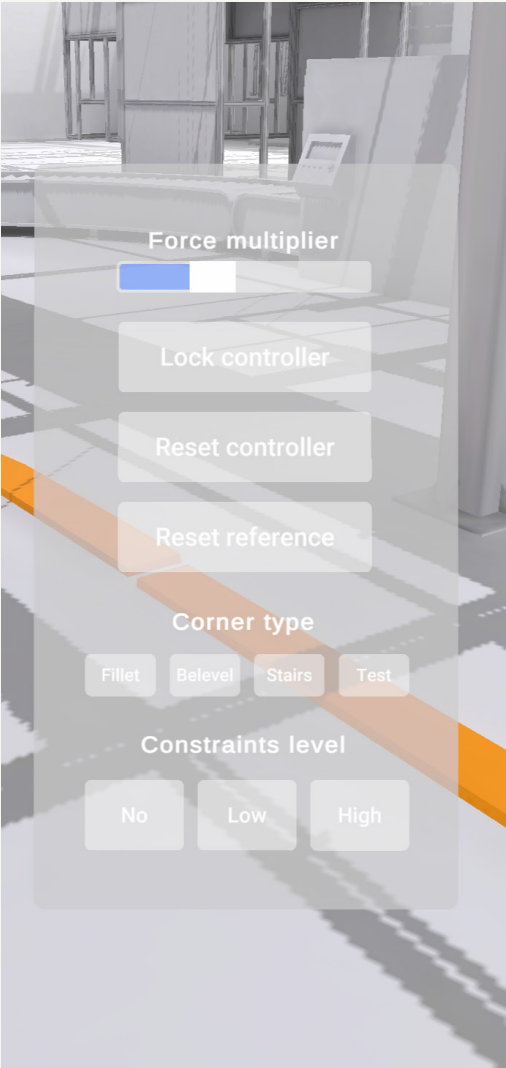 Force multiplier
Lock controller
Reset controller
Reset reference
Corner type
Fillet Belevel Stairs Test
Constraints level
No Low High